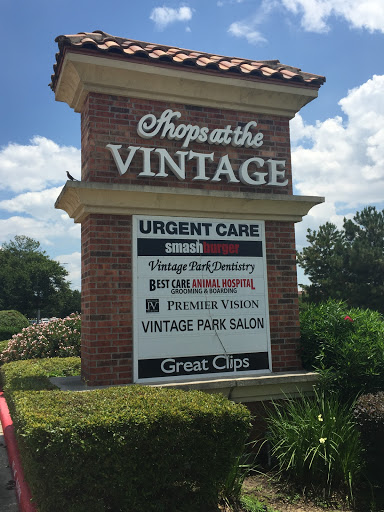 Shops at the
VINTAGE
URGENT CARE
smashburger
Vintage Park Dentistry
BEST CARE ANIMAL HOSPITAL
GROOMING & BOARDING
IV PREMIER VISION
VINTAGE PARK SALON
Great Clips